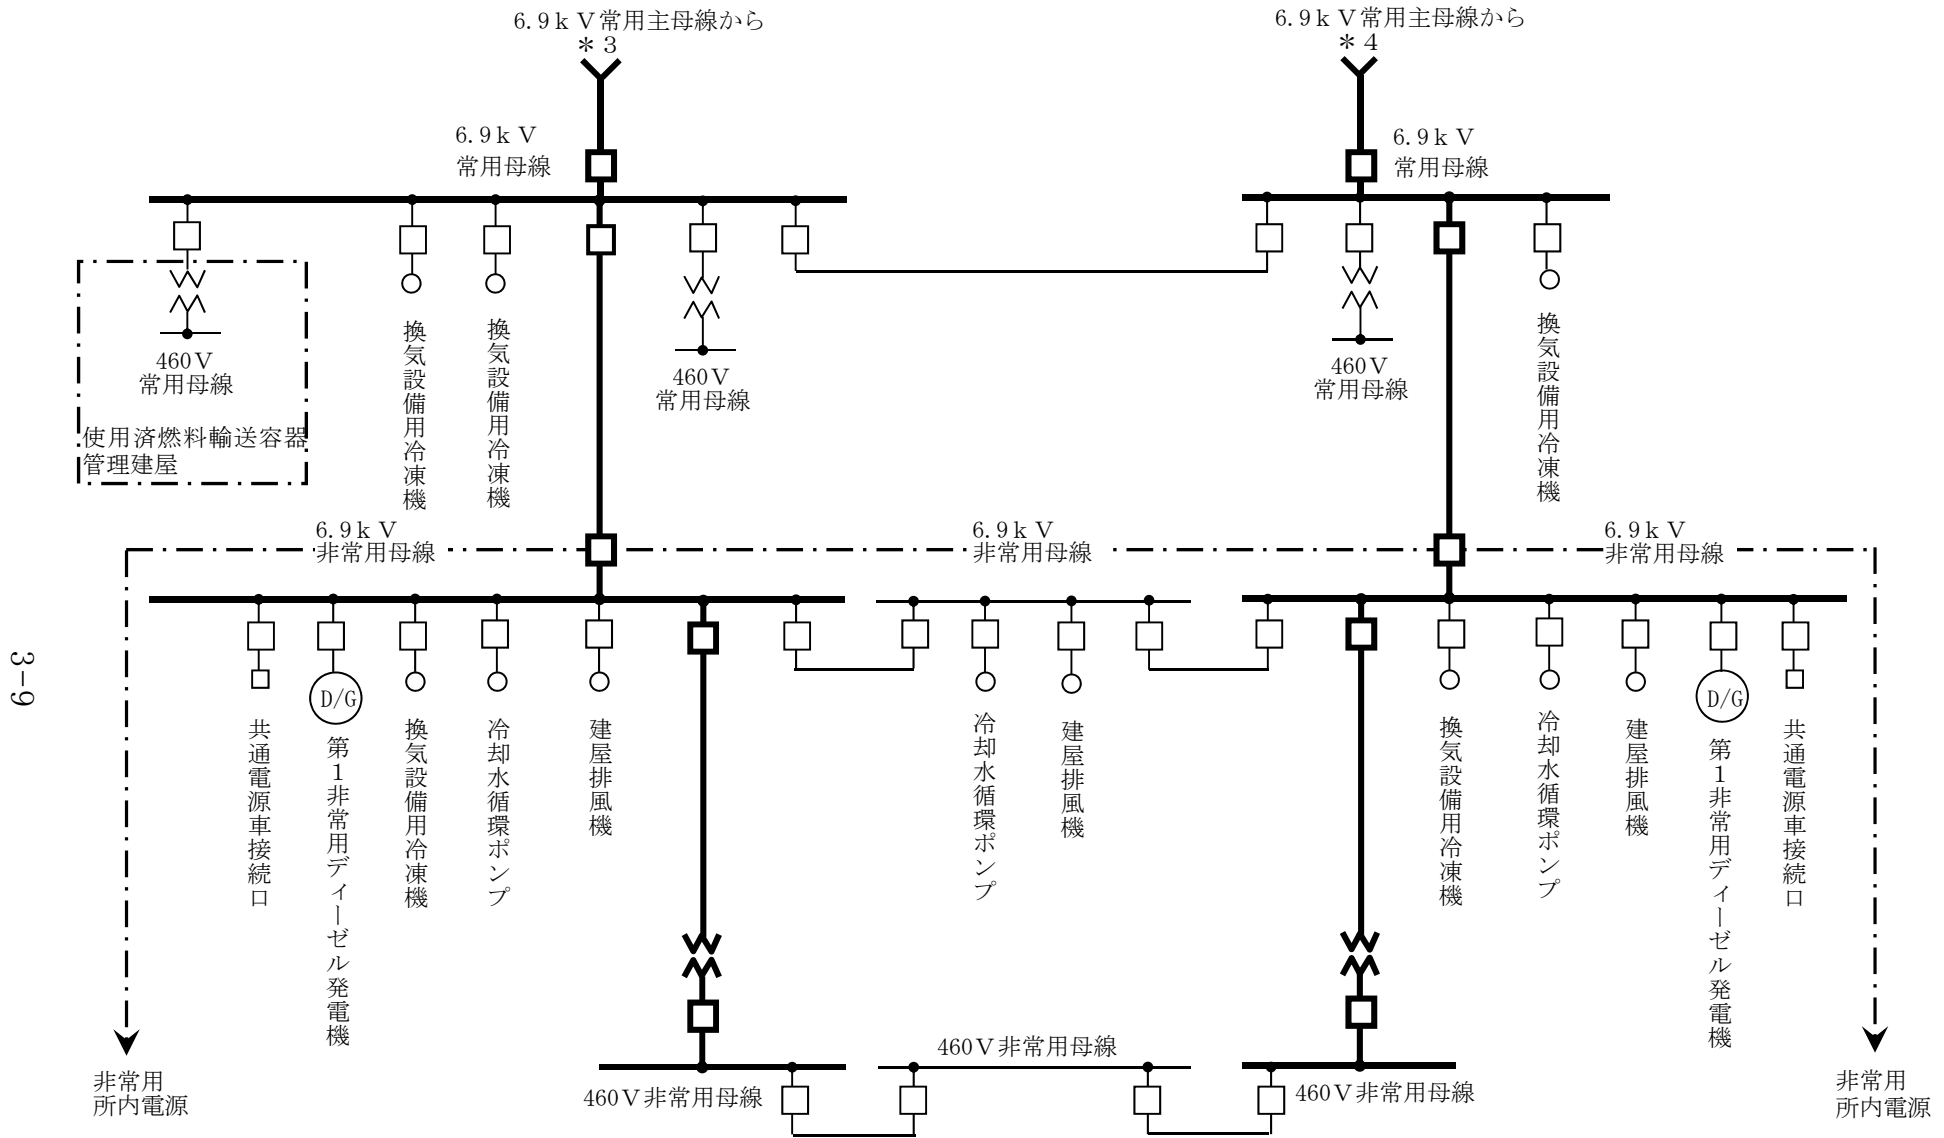 6.9kV常用主母線から
＊3
6.9kV常用主母線から
＊4
6.9kV
常用母線
6.9kV
常用母線
460V
常用母線
使用済燃料輸送容器
管理建屋
換気設備用冷凍機
換気設備用冷凍機
460V
常用母線
460V
常用母線
換気設備用冷凍機
6.9kV
非常用母線
6.9kV
非常用母線
6.9kV
非常用母線
D/G
D/G
共通電源車接続口
第1非常用ディーゼル発電機
換気設備用冷凍機
冷却水循環ポンプ
建屋排風機
冷却水循環ポンプ
建屋排風機
換気設備用冷凍機
冷却水循環ポンプ
建屋排風機
第1非常用ディーゼル発電機
共通電源車接続口
3-9
460V非常用母線
460V非常用母線
460V非常用母線
非常用
所内電源
非常用
所内電源